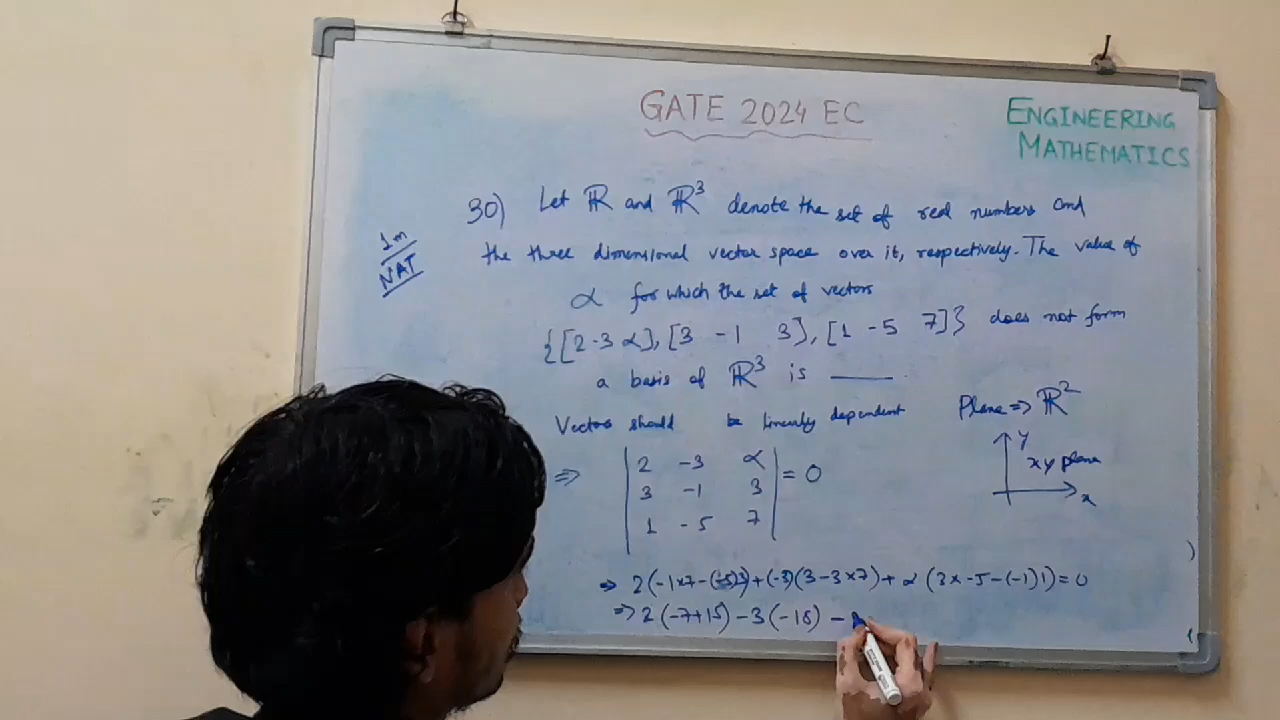 GATE 2024 EC
ENGINEERING
MATHEMATICS
1m
NAT
30) Let ℝ and ℝ³ denote the set of real numbers and
the three dimensional vector space over it, respectively. The value of
α for which the set of vectors
{[2 -3 α], [3 -1 3], [1 -5 7]} does not form
a basis of ℝ³ is ____
Vectors should be linearly dependent
Plane ⇒ ℝ²
Y
xy plane
x
⇒ | 2 -3 α |
| 3 -1 3 | = 0
| 1 -5 7 |
⇒ 2(-1×7-(-5)3)+(-3)(3-3×7)+ α(3×-5-(-1)1)=0
⇒ 2(-7+15) -3(-18) -